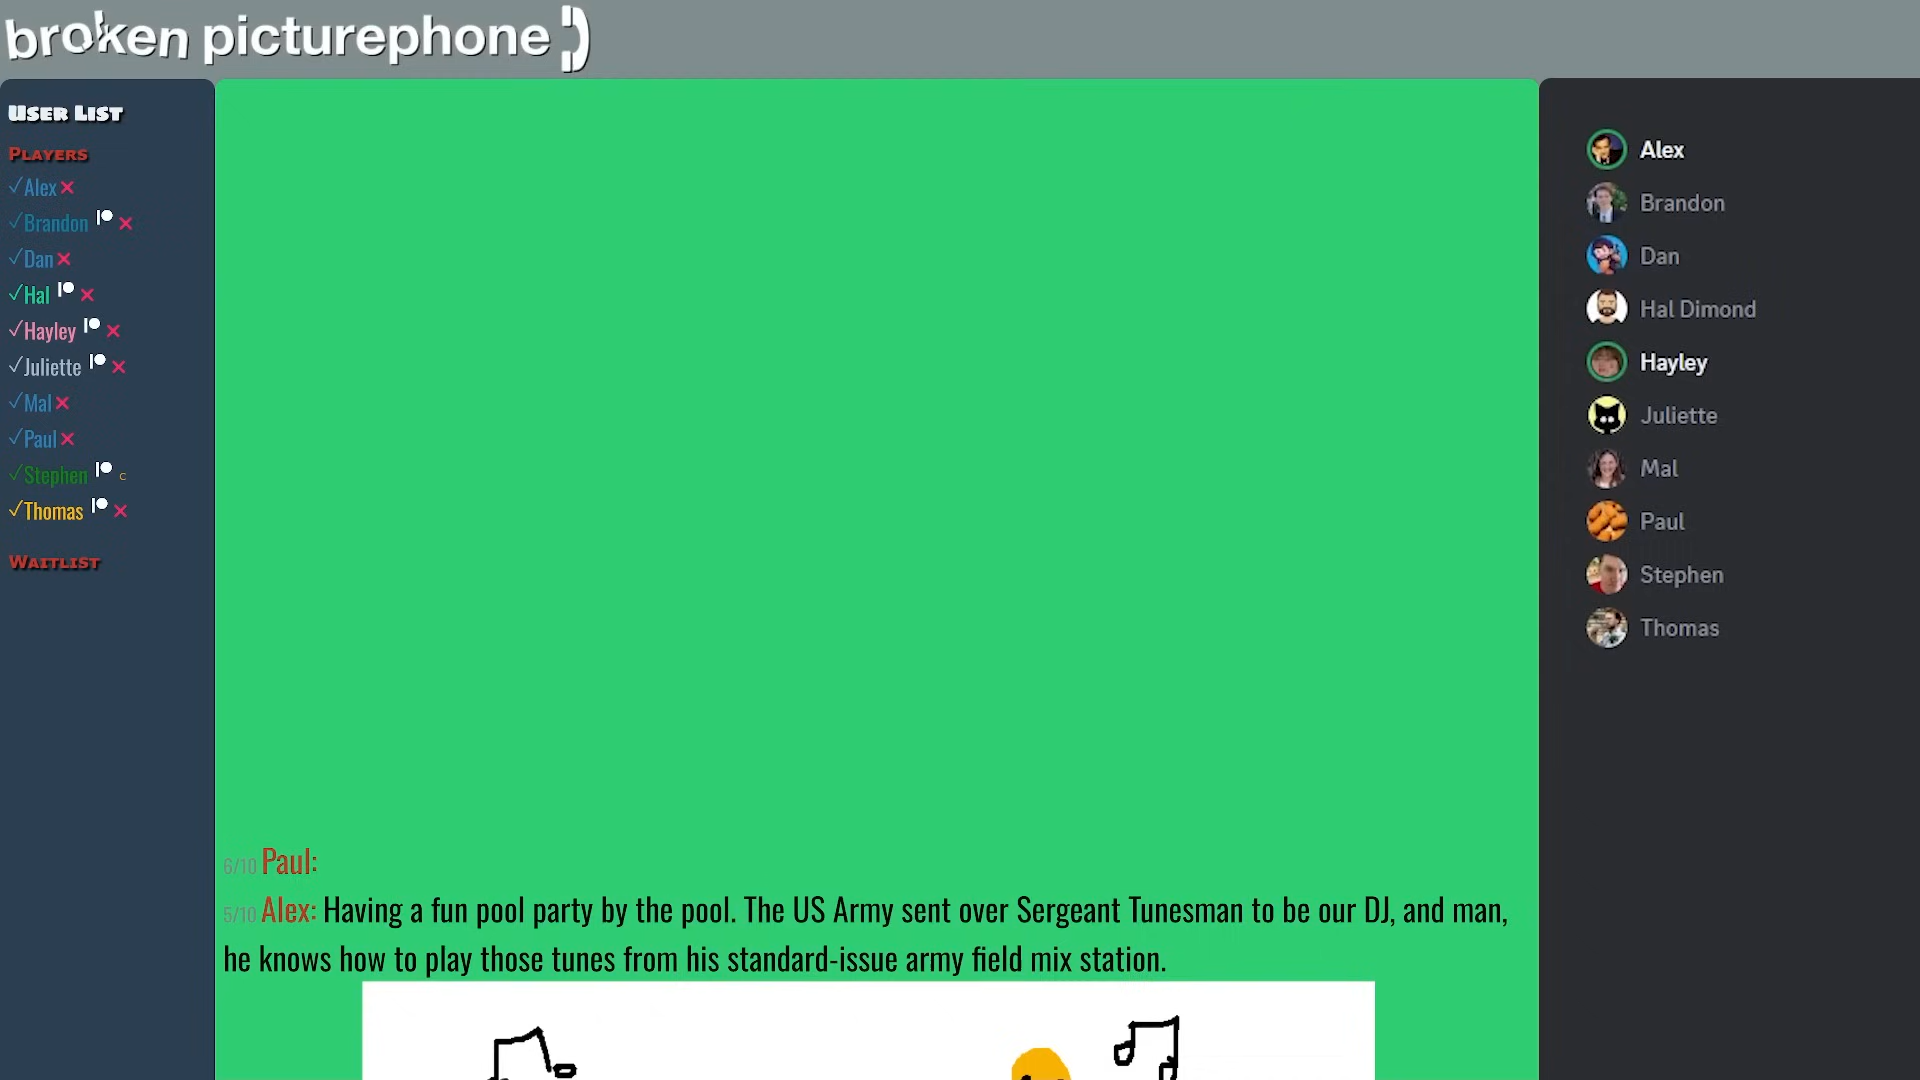 broken picturephone
User List
Players
✓Alex ✕
✓Brandon ✕
✓Dan ✕
✓Hal ✕
✓Hayley ✕
✓Juliette ✕
✓Mal ✕
✓Paul ✕
✓Stephen c
✓Thomas ✕
Waitlist
6/10 Paul:
5/10 Alex: Having a fun pool party by the pool. The US Army sent over Sergeant Tunesman to be our DJ, and man,
he knows how to play those tunes from his standard-issue army field mix station.
Alex
Brandon
Dan
Hal Dimond
Hayley
Juliette
Mal
Paul
Stephen
Thomas